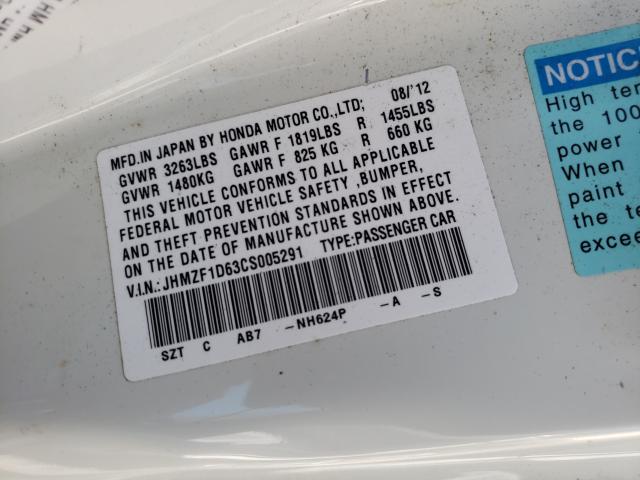 MFD.IN JAPAN BY HONDA MOTOR CO.,LTD; 08/'12
GVWR 3263LBS GAWR F 1819LBS R 1455LBS
GVWR 1480KG GAWR F 825 KG R 660 KG
THIS VEHICLE CONFORMS TO ALL APPLICABLE
FEDERAL MOTOR VEHICLE SAFETY ,BUMPER,
AND THEFT PREVENTION STANDARDS IN EFFECT
ON THE DATE OF MANUFACTURE SHOWN ABOVE.
V.I.N.:JHMZF1D63CS005291 TYPE:PASSENGER CAR
SZT C AB7 -NH624P -A -S
NOTIC
High ten
the 100
power
When
paint
the te
exceed